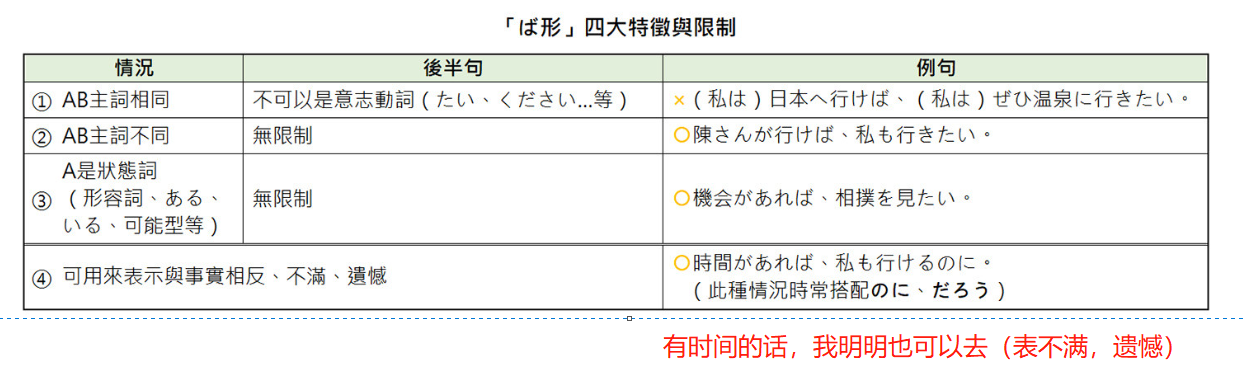 「ば形」四大特徵與限制
情況 後半句 例句
① AB主詞相同 不可以是意志動詞（たい、ください…等） ×（私は）日本へ行けば、（私は）ぜひ温泉に行きたい。
② AB主詞不同 無限制 〇陳さんが行けば、私も行きたい。
③ A是狀態詞
（形容詞、ある、
いる、可能型等） 無限制 〇機会があれば、相撲を見たい。
④ 可用來表示與事實相反、不滿、遺憾 〇時間があれば、私も行けるのに。
（此種情況時常搭配のに、だろう）
有时间的话，我明明也可以去（表不满，遗憾）